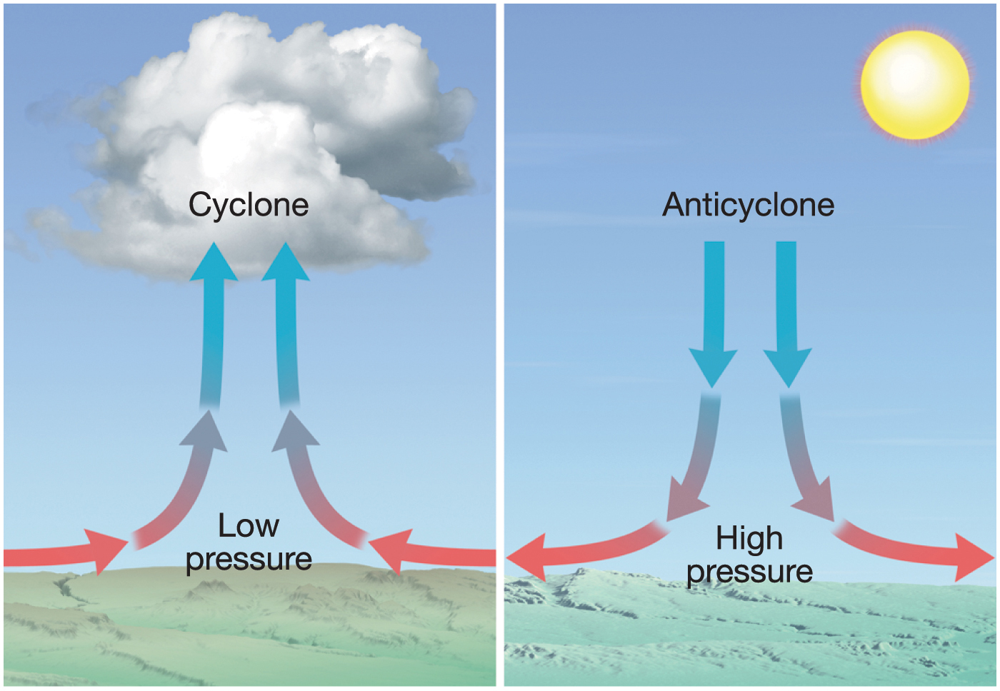 Cyclone
Low
pressure
Anticyclone
High
pressure